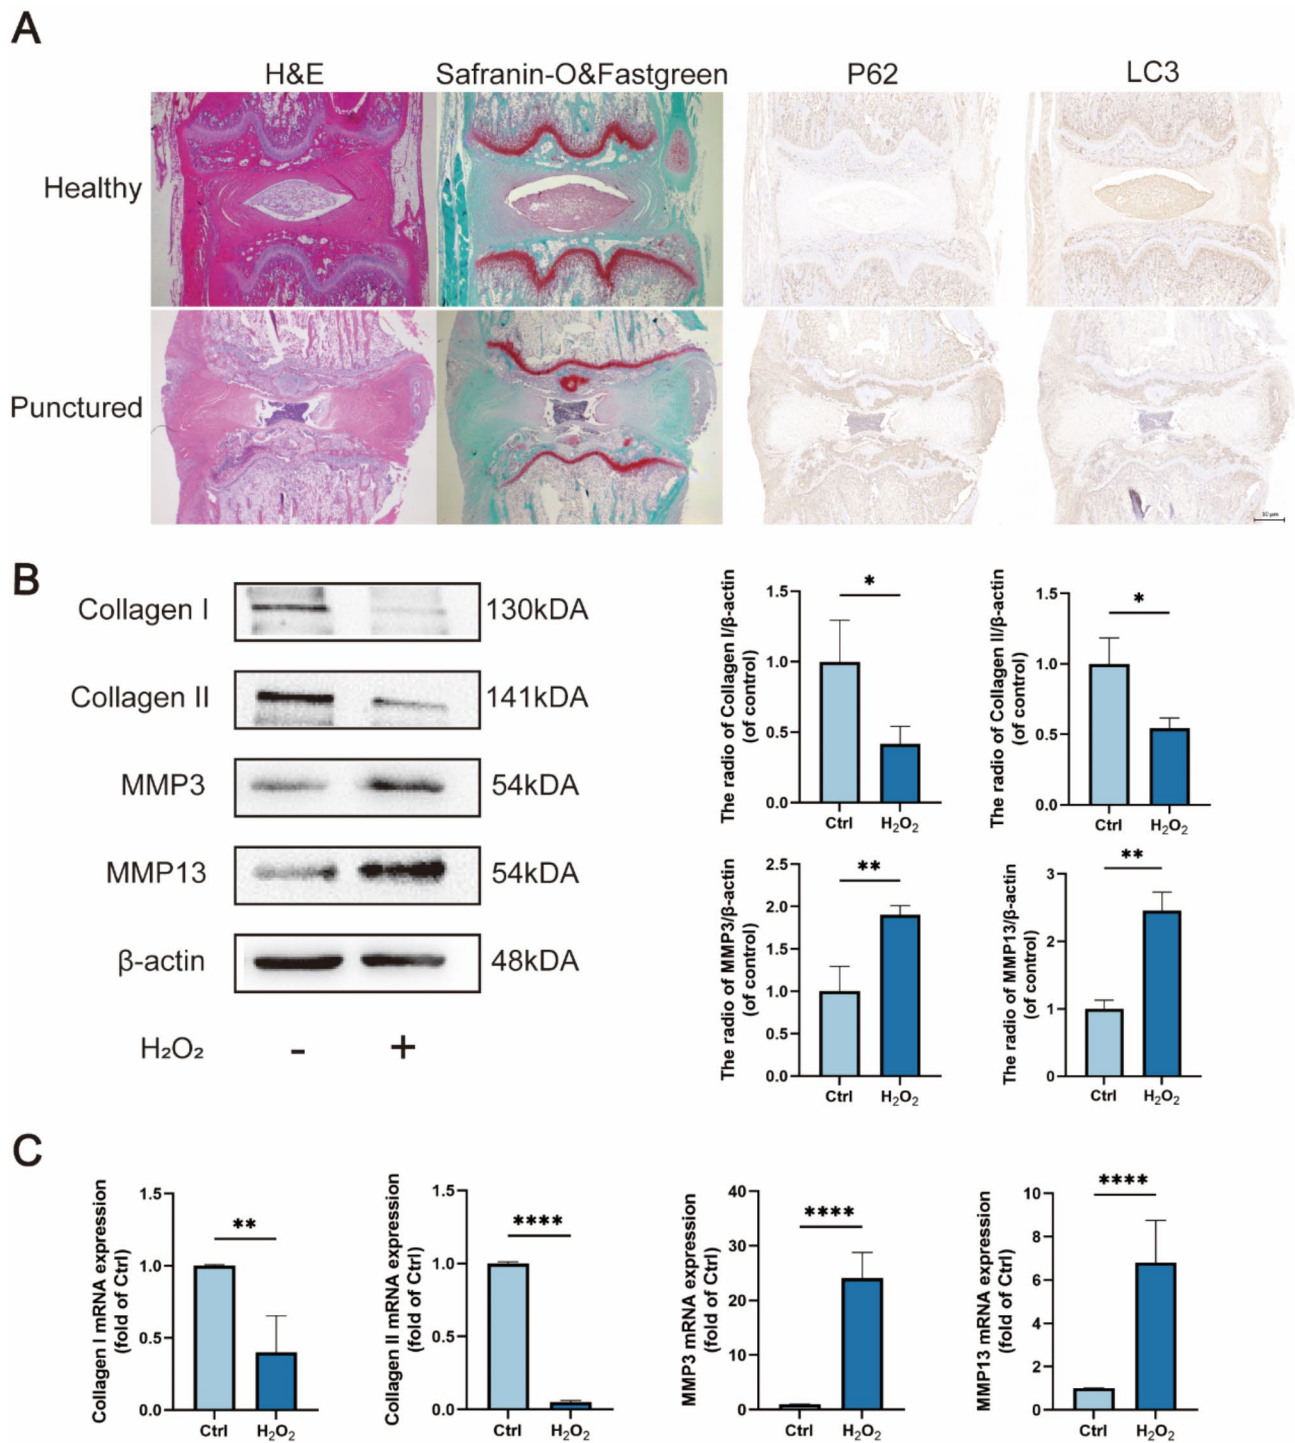 A
H&E Safranin-O&Fastgreen P62 LC3
Healthy
Punctured
10 μm
B
Collagen I 130kDA
Collagen II 141kDA
MMP3 54kDA
MMP13 54kDA
β-actin 48kDA
H₂O₂ - +
The radio of Collagen I/β-actin
(of control)
1.5
1.0
0.5
0.0
*
Ctrl H₂O₂
The radio of Collagen II/β-actin
(of control)
1.5
1.0
0.5
0.0
*
Ctrl H₂O₂
The radio of MMP3/β-actin
(of control)
2.5
2.0
1.5
1.0
0.5
0.0
**
Ctrl H₂O₂
The radio of MMP13/β-actin
(of control)
3
2
1
0
**
Ctrl H₂O₂
C
Collagen I mRNA expression
(fold of Ctrl)
1.5
1.0
0.5
0.0
**
Ctrl H₂O₂
Collagen II mRNA expression
(fold of Ctrl)
1.5
1.0
0.5
0.0
****
Ctrl H₂O₂
MMP3 mRNA expression
(fold of Ctrl)
40
30
20
10
0
****
Ctrl H₂O₂
MMP13 mRNA expression
(fold of Ctrl)
10
8
6
4
2
0
****
Ctrl H₂O₂